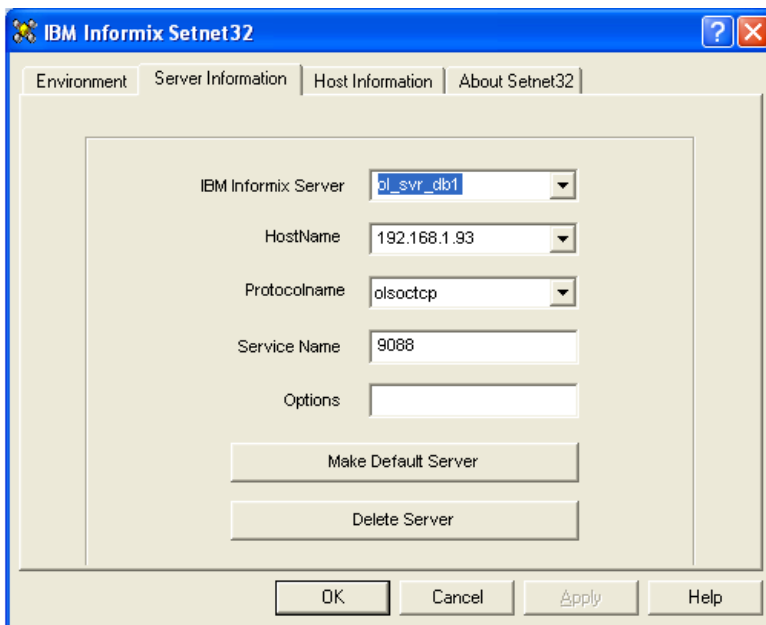 IBM Informix Setnet32
Environment Server Information Host Information About Setnet32
IBM Informix Server ol_svr_db1
HostName 192.168.1.93
Protocolname olsoctcp
Service Name 9088
Options
Make Default Server
Delete Server
OK Cancel Apply Help